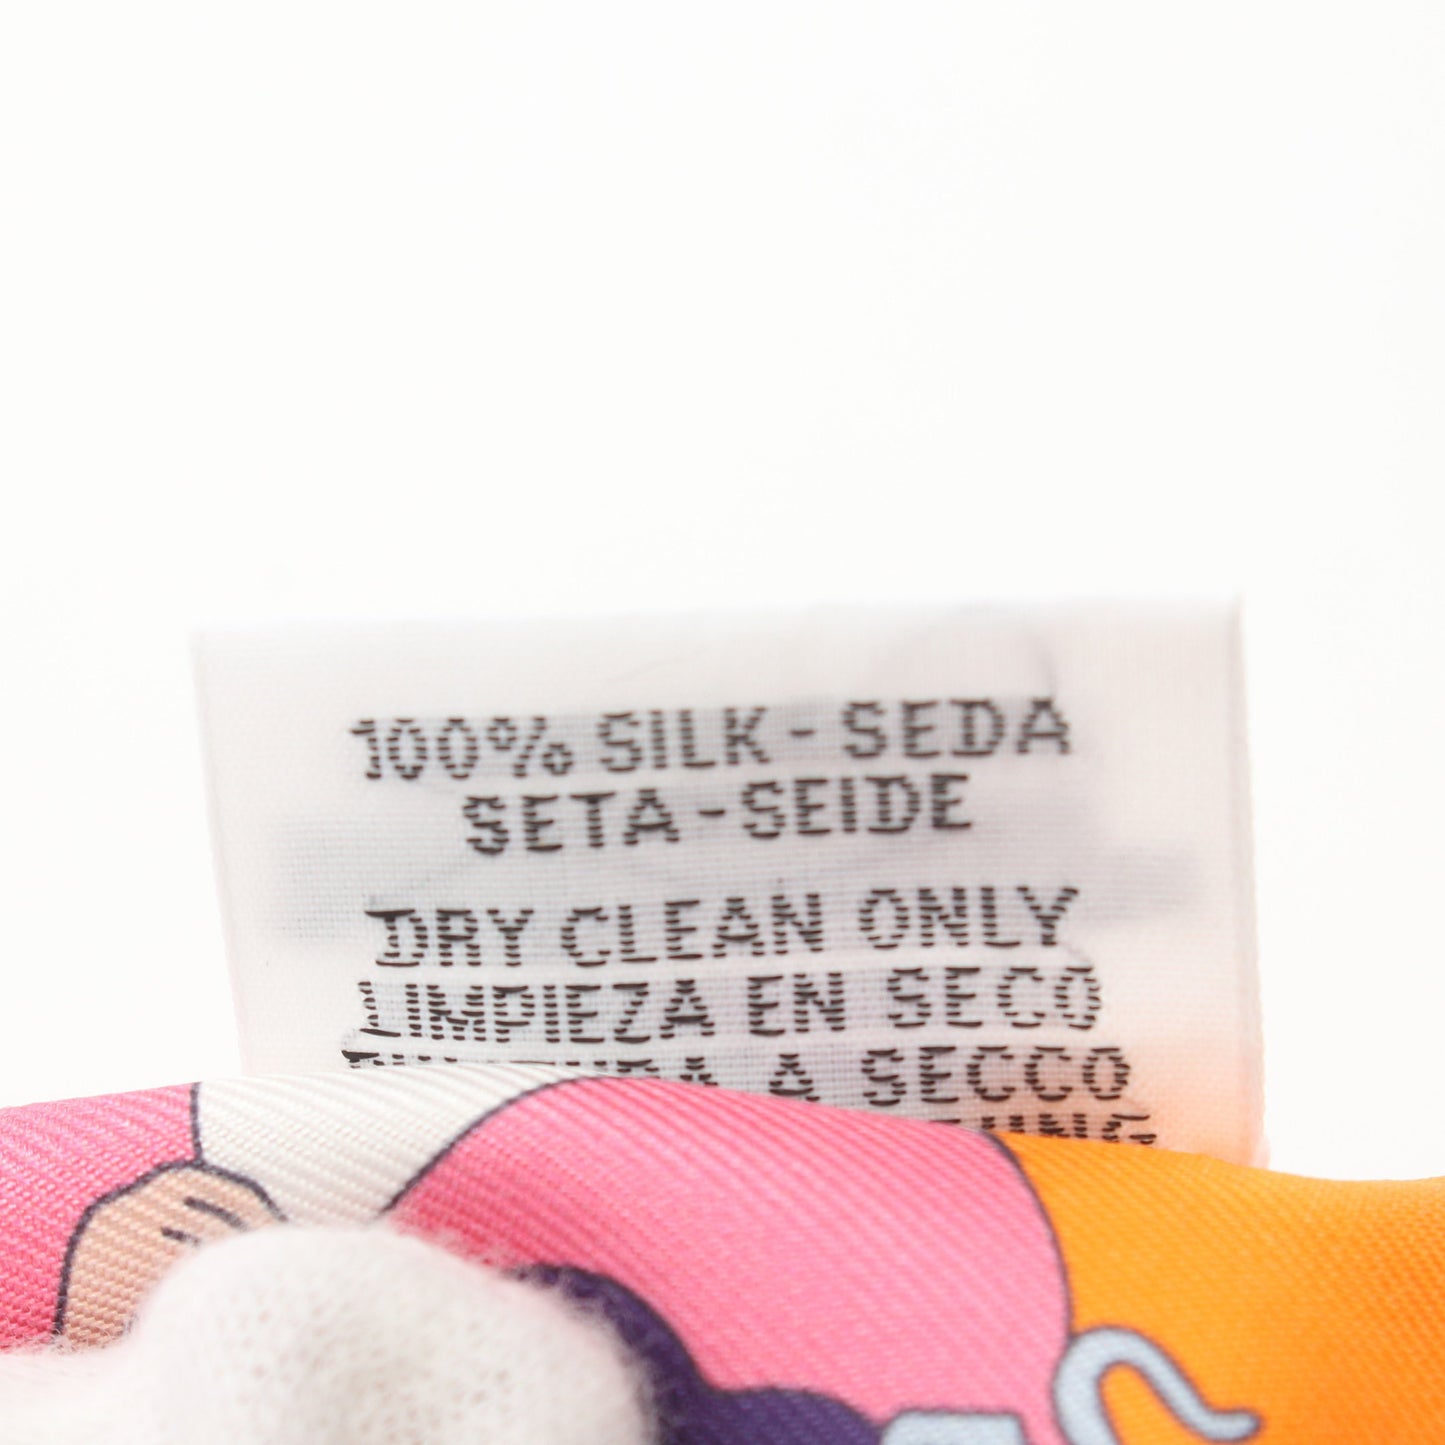 100% SILK - SEDA
SETA - SEIDE
DRY CLEAN ONLY
LIMPIEZA EN SECO
A SECCO